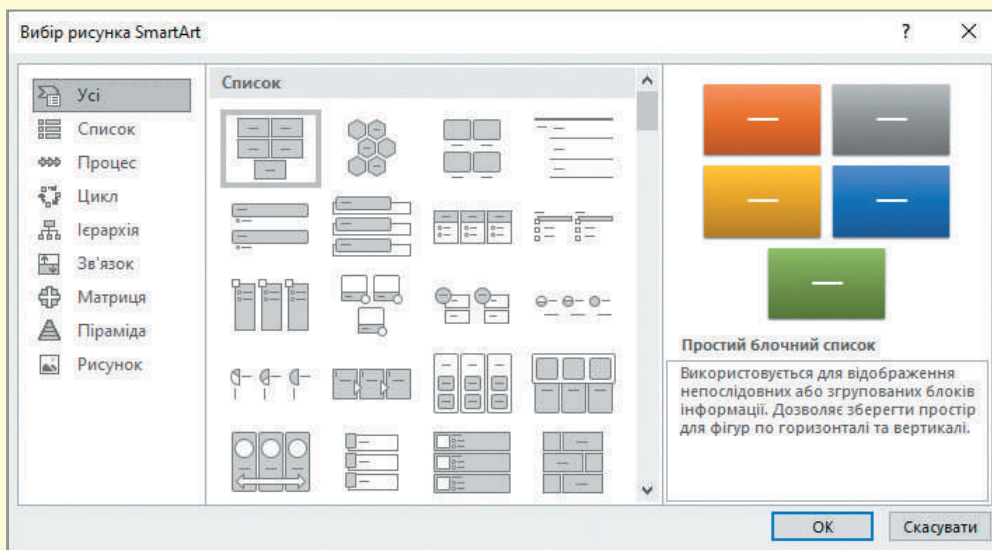 Вибір рисунка SmartArt
?
Усі
Список
Процес
Цикл
Ієрархія
Зв'язок
Матриця
Піраміда
Рисунок
Список
Простий блочний список
Використовується для відображення
непослідовних або згрупованих блоків
інформації. Дозволяє зберегти простір
для фігур по горизонталі та вертикалі.
ОК
Скасувати